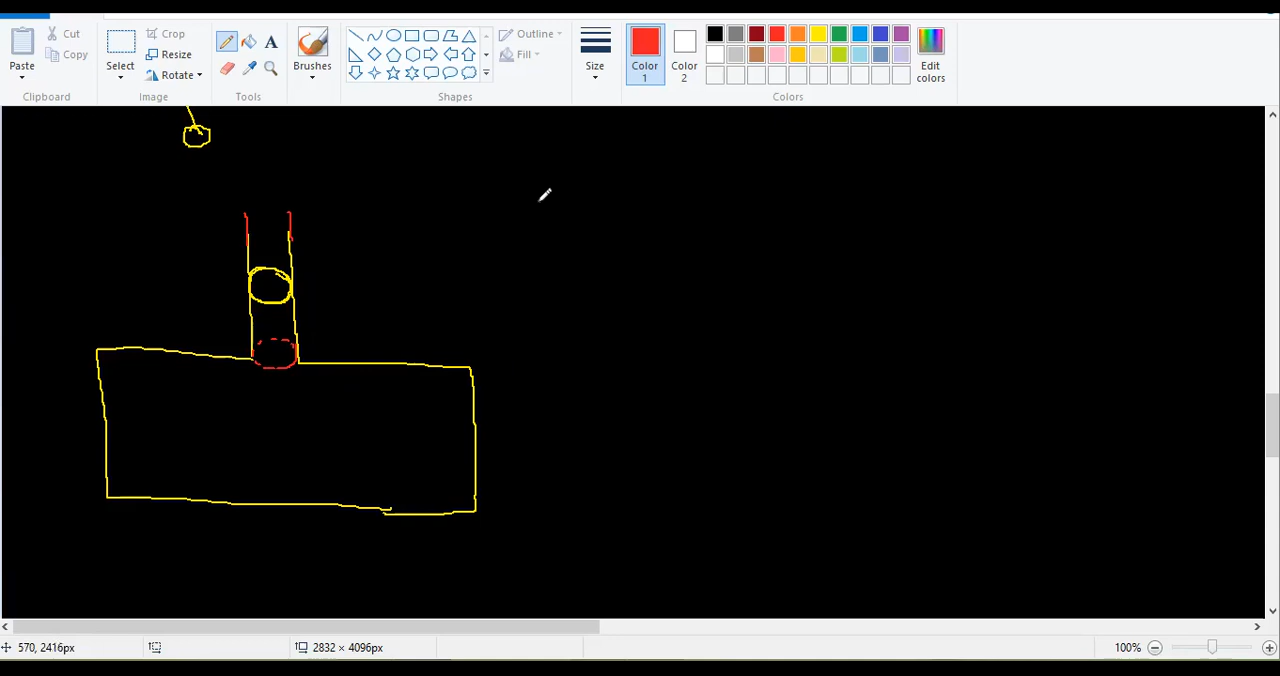 Cut
Copy
Paste
Clipboard
Select
Crop
Resize
Rotate
Image
A
Tools
Brushes
Outline
Fill
Shapes
Size
Color
1
Color
2
Edit
colors
Colors
570, 2416px
2832 × 4096px
100%